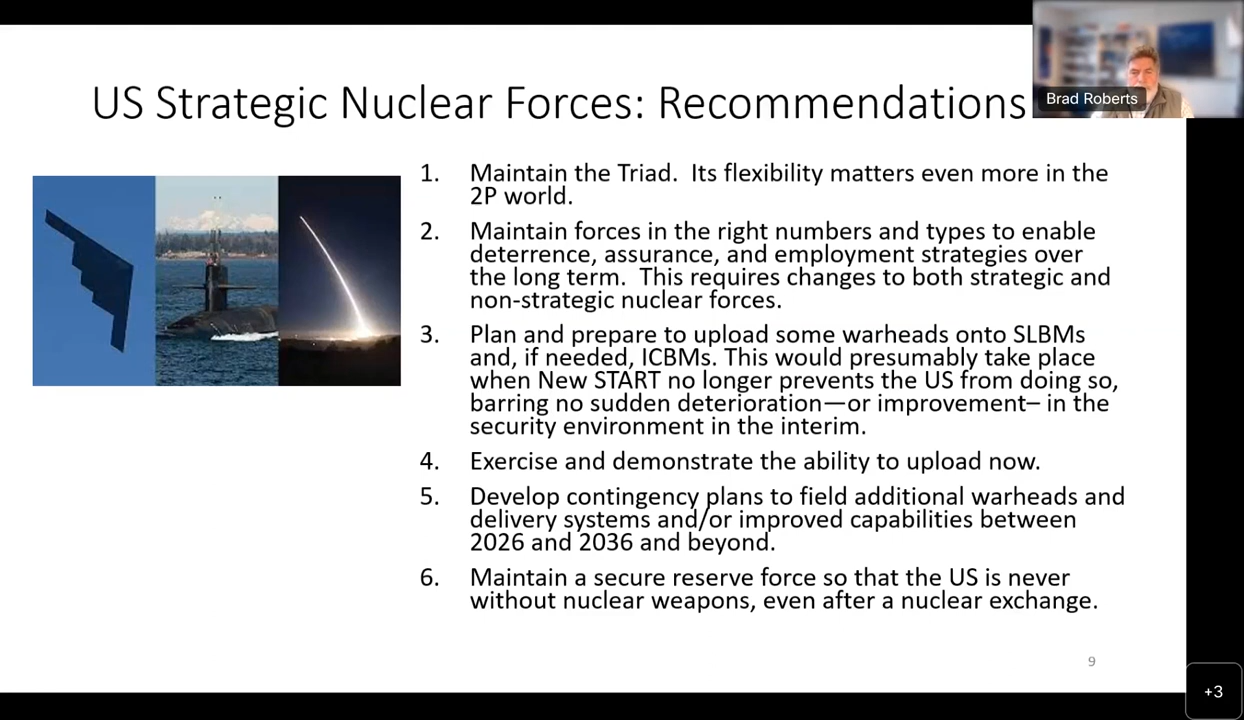 US Strategic Nuclear Forces: Recommendations
Brad Roberts
1. Maintain the Triad. Its flexibility matters even more in the
2P world.
2. Maintain forces in the right numbers and types to enable
deterrence, assurance, and employment strategies over
the long term. This requires changes to both strategic and
non-strategic nuclear forces.
3. Plan and prepare to upload some warheads onto SLBMs
and, if needed, ICBMs. This would presumably take place
when New START no longer prevents the US from doing so,
barring no sudden deterioration—or improvement– in the
security environment in the interim.
4. Exercise and demonstrate the ability to upload now.
5. Develop contingency plans to field additional warheads and
delivery systems and/or improved capabilities between
2026 and 2036 and beyond.
6. Maintain a secure reserve force so that the US is never
without nuclear weapons, even after a nuclear exchange.
9
+3